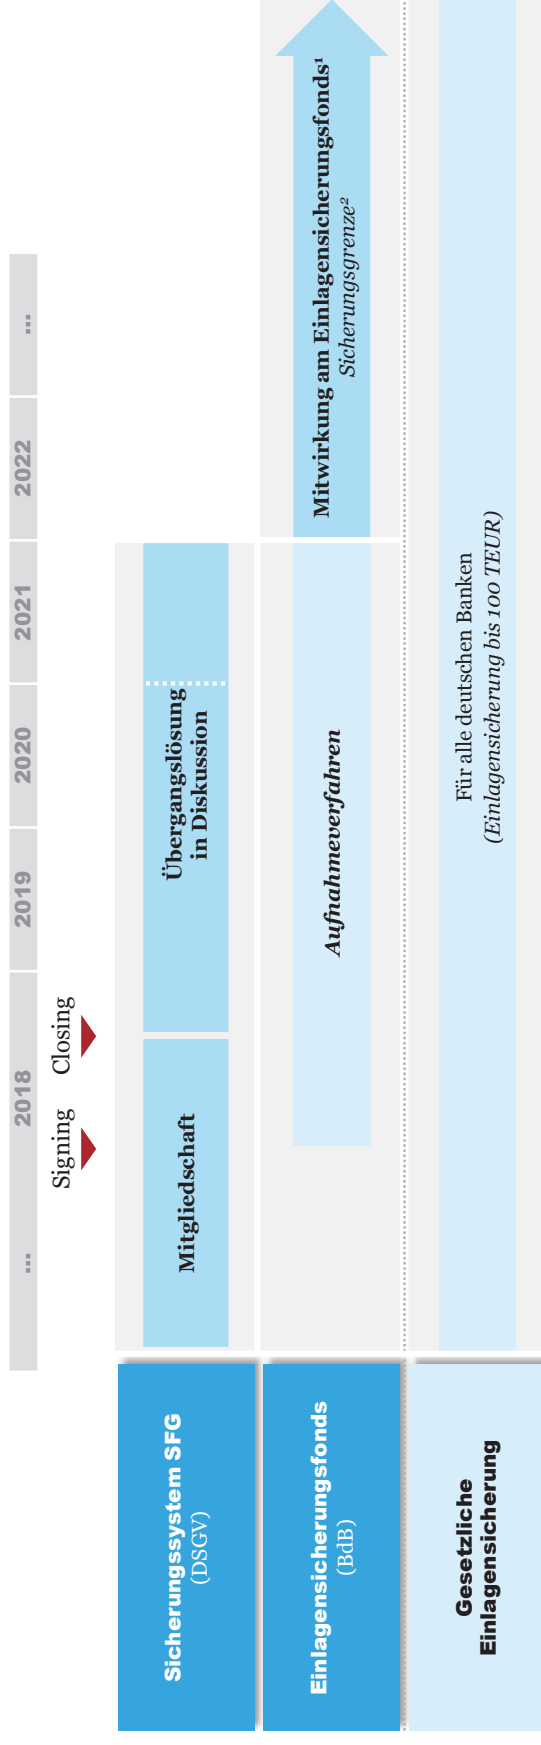 ...
2018
2019
2020
2021
2022
...
Signing
Closing
Sicherungssystem SFG
(DSGV)
Mitgliedschaft
Übergangslösung
in Diskussion
Einlagensicherungsfonds
(BdB)
Aufnahmeverfahren
Mitwirkung am Einlagensicherungsfonds¹
Sicherungsgrenze²
Gesetzliche
Einlagensicherung
Für alle deutschen Banken
(Einlagensicherung bis 100 TEUR)